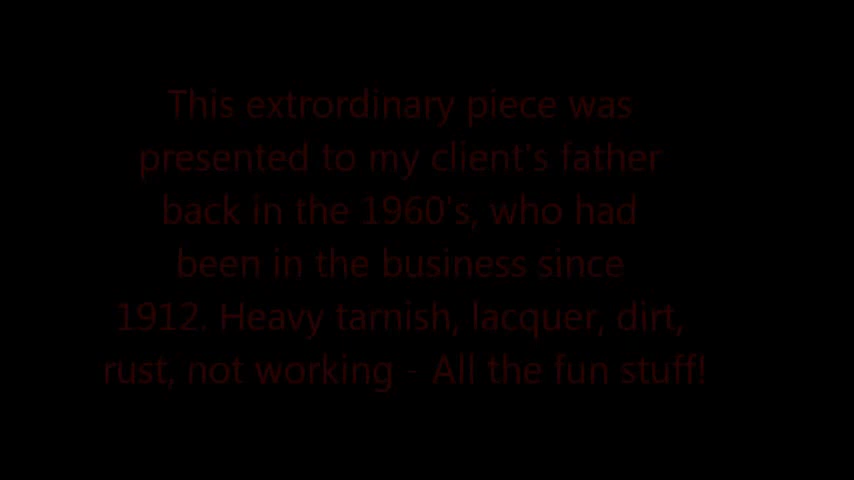 This extrordinary piece was
presented to my client's father
back in the 1960's, who had
been in the business since
1912. Heavy tarnish, lacquer, dirt,
rust, not working - All the fun stuff!